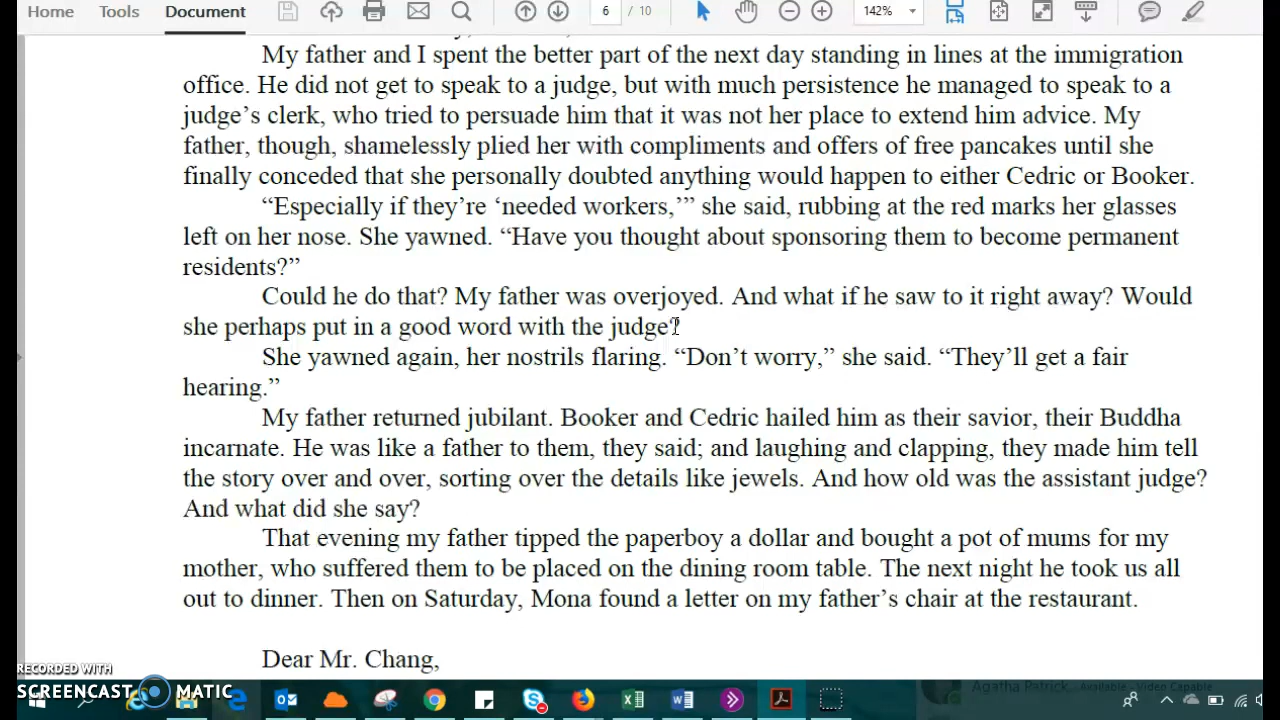 Home Tools Document 6 / 10 142%
My father and I spent the better part of the next day standing in lines at the immigration
office. He did not get to speak to a judge, but with much persistence he managed to speak to a
judge’s clerk, who tried to persuade him that it was not her place to extend him advice. My
father, though, shamelessly plied her with compliments and offers of free pancakes until she
finally conceded that she personally doubted anything would happen to either Cedric or Booker.
“Especially if they’re ‘needed workers,’” she said, rubbing at the red marks her glasses
left on her nose. She yawned. “Have you thought about sponsoring them to become permanent
residents?”
Could he do that? My father was overjoyed. And what if he saw to it right away? Would
she perhaps put in a good word with the judge?
She yawned again, her nostrils flaring. “Don’t worry,” she said. “They’ll get a fair
hearing.”
My father returned jubilant. Booker and Cedric hailed him as their savior, their Buddha
incarnate. He was like a father to them, they said; and laughing and clapping, they made him tell
the story over and over, sorting over the details like jewels. And how old was the assistant judge?
And what did she say?
That evening my father tipped the paperboy a dollar and bought a pot of mums for my
mother, who suffered them to be placed on the dining room table. The next night he took us all
out to dinner. Then on Saturday, Mona found a letter on my father’s chair at the restaurant.
Dear Mr. Chang,
RECORDED WITH
SCREENCAST MATIC
Agatha Patrick - Available - Video Capable